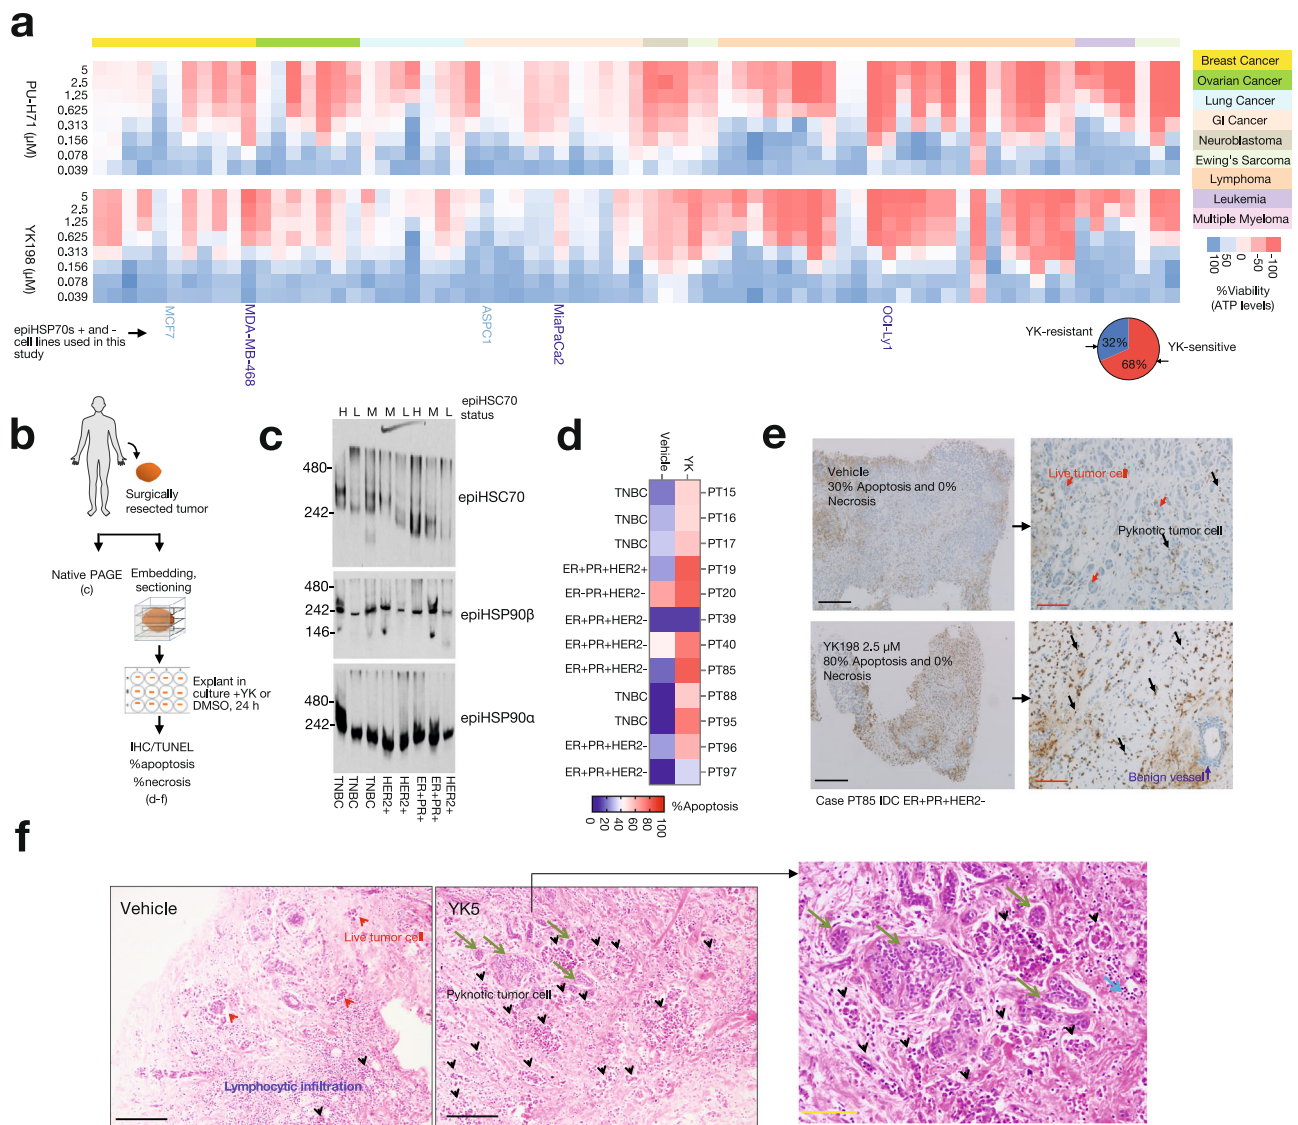 a
PU-H71 (μM)
5
2.5
1.25
0.625
0.313
0.156
0.078
0.039
YK198 (μM)
5
2.5
1.25
0.625
0.313
0.156
0.078
0.039
Breast Cancer
Ovarian Cancer
Lung Cancer
GI Cancer
Neuroblastoma
Ewing's Sarcoma
Lymphoma
Leukemia
Multiple Myeloma
100
50
0
-50
-100
%Viability
(ATP levels)
epiHSP70s + and -
cell lines used in this
study
MCF7
MDA-MB-468
ASPC1
MiaPaCa2
OCI-Ly1
YK-resistant
32%
68%
YK-sensitive
b
Surgically
resected tumor
Native PAGE
(c)
Embedding,
sectioning
Explant in
culture +YK or
DMSO, 24 h
IHC/TUNEL
%apoptosis
%necrosis
(d-f)
c
H L M M L H M L
epiHSC70
status
480
242
epiHSC70
480
242
146
epiHSP90β
480
242
epiHSP90α
TNBC
TNBC
TNBC
HER2+
HER2+
ER+PR+
ER+PR+
HER2+
d
Vehicle
YK
TNBC PT15
TNBC PT16
TNBC PT17
ER+PR+HER2+ PT19
ER-PR+HER2- PT20
ER+PR+HER2- PT39
ER+PR+HER2- PT40
ER+PR+HER2- PT85
TNBC PT88
TNBC PT95
ER+PR+HER2- PT96
ER+PR+HER2- PT97
%Apoptosis
0
20
40
60
80
100
e
Vehicle
30% Apoptosis and 0%
Necrosis
Live tumor cell
Pyknotic tumor cell
YK198 2.5 μM
80% Apoptosis and 0%
Necrosis
Benign vessel
Case PT85 IDC ER+PR+HER2-
f
Vehicle
Live tumor cell
Lymphocytic infiltration
YK5
Pyknotic tumor cell